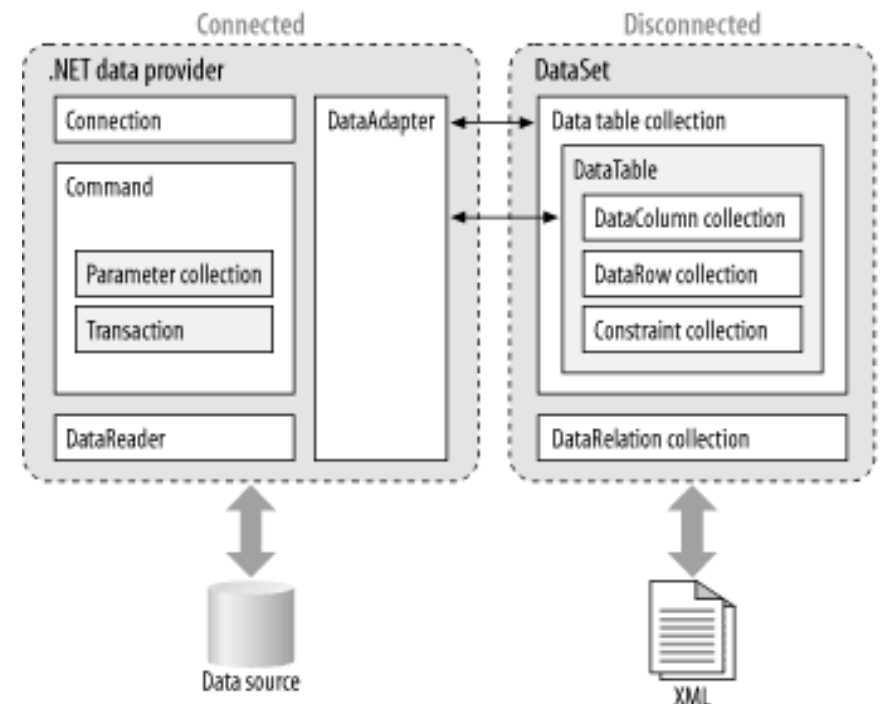 Connected
Disconnected
.NET data provider
Connection
Command
Parameter collection
Transaction
DataReader
DataAdapter
DataSet
Data table collection
DataTable
DataColumn collection
DataRow collection
Constraint collection
DataRelation collection
Data source
XML